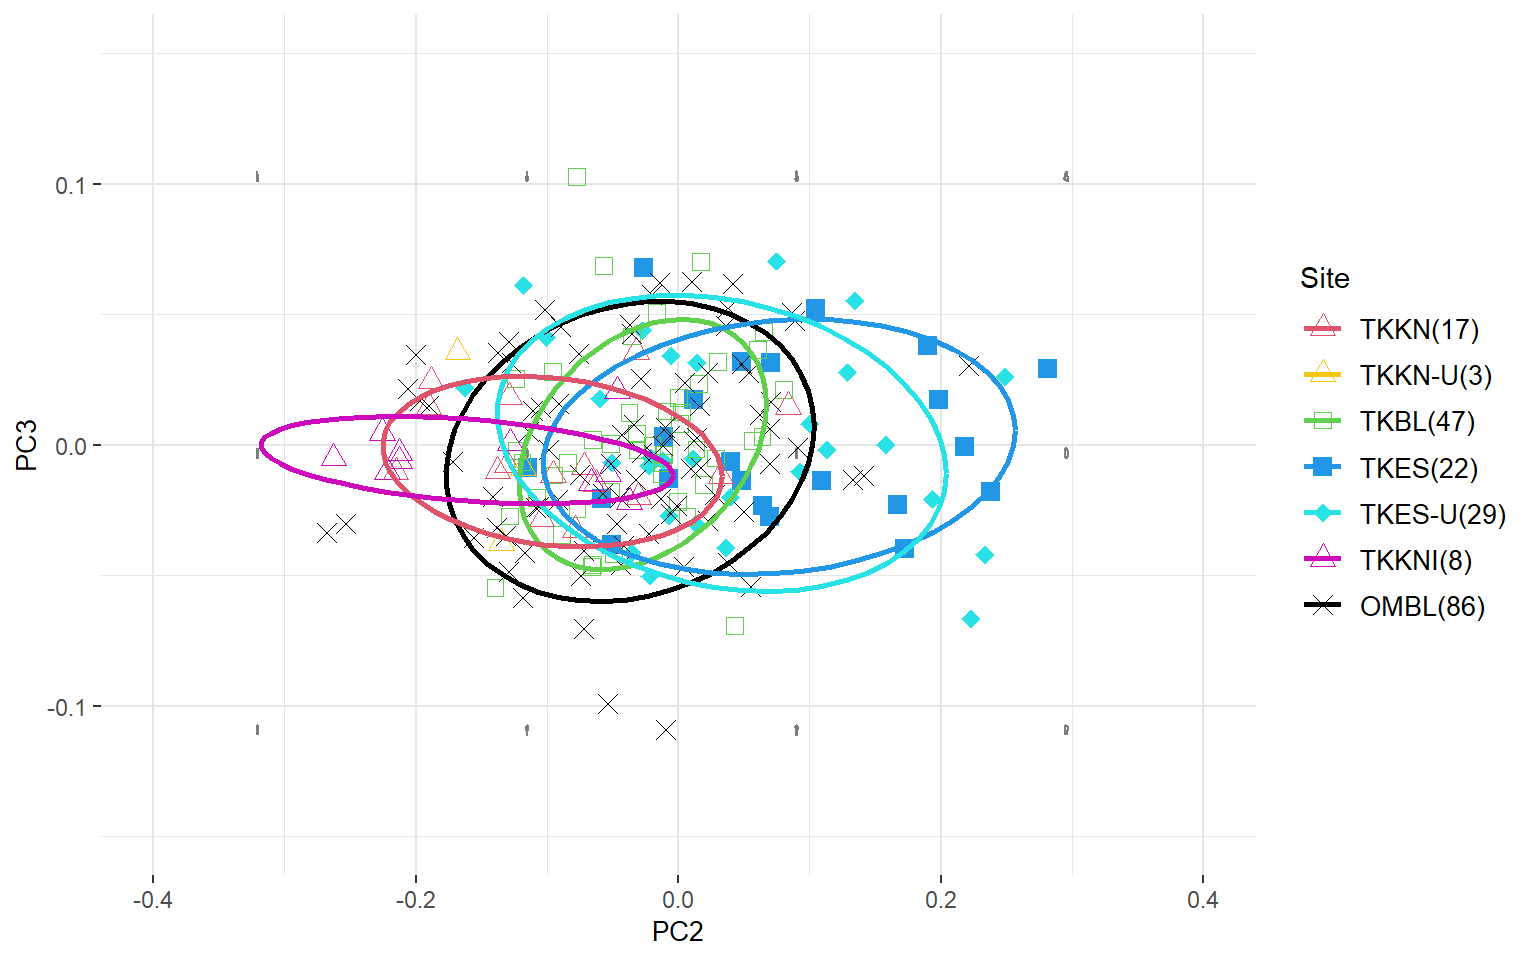 0.1
0.0
-0.1
PC3
-0.4
-0.2
0.0
0.2
0.4
PC2
Site
TKKN(17)
TKKN-U(3)
TKBL(47)
TKES(22)
TKES-U(29)
TKKNI(8)
OMBL(86)